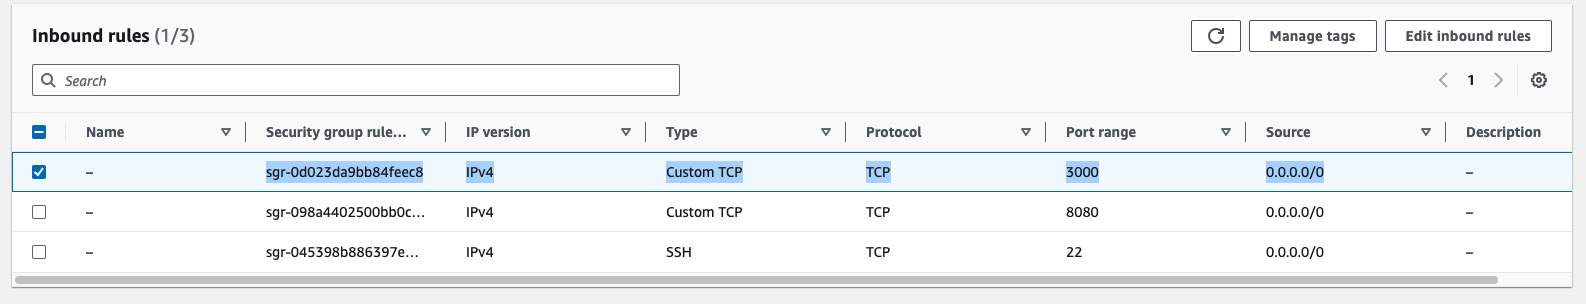 Inbound rules (1/3)
Manage tags
Edit inbound rules
Search
1
Name Security group rule... IP version Type Protocol Port range Source Description
– sgr-0d023da9bb84feec8 IPv4 Custom TCP TCP 3000 0.0.0.0/0 –
– sgr-098a4402500bb0c... IPv4 Custom TCP TCP 8080 0.0.0.0/0 –
– sgr-045398b886397e... IPv4 SSH TCP 22 0.0.0.0/0 –